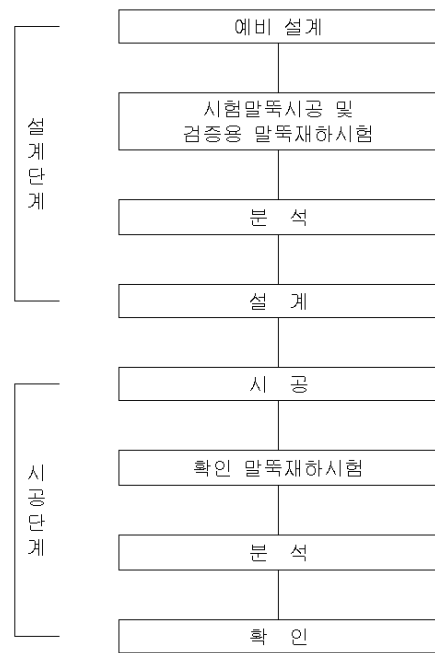 예비 설계
시험말뚝시공 및
검증용 말뚝재하시험
분 석
설 계
설계단계
시 공
확인 말뚝재하시험
분 석
확 인
시공단계